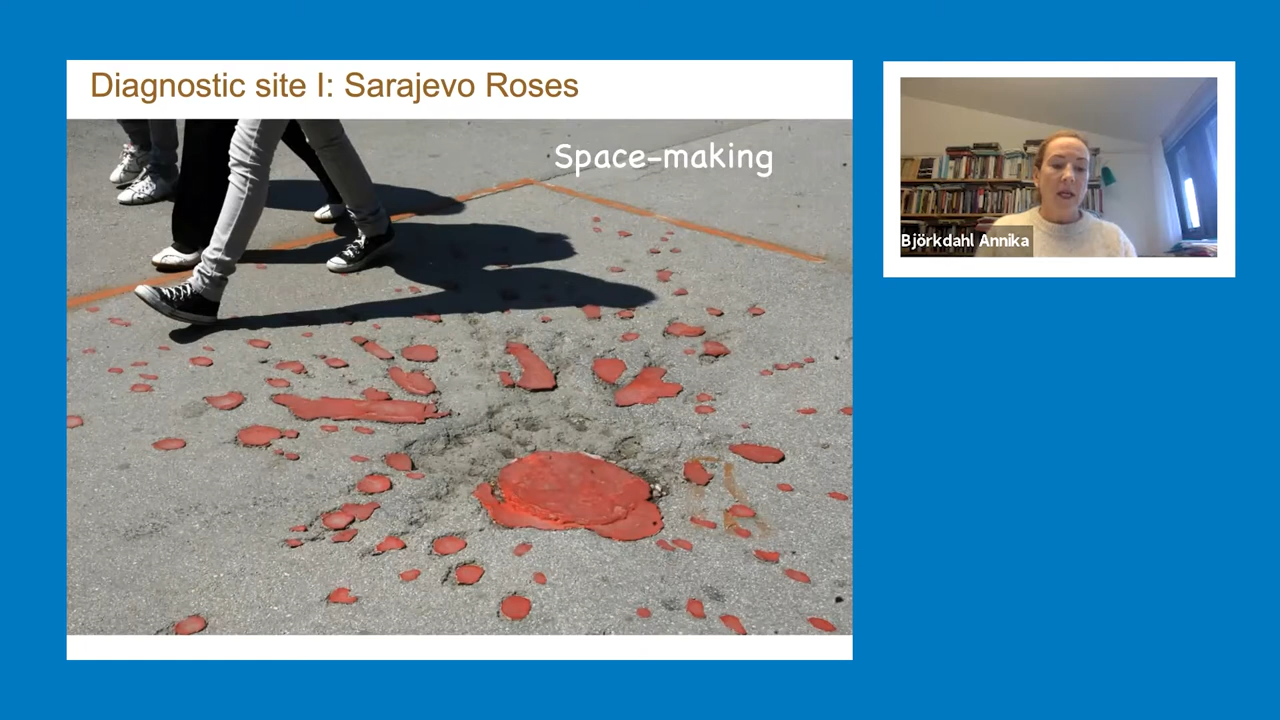 Diagnostic site I: Sarajevo Roses
Space-making
Björkdahl Annika